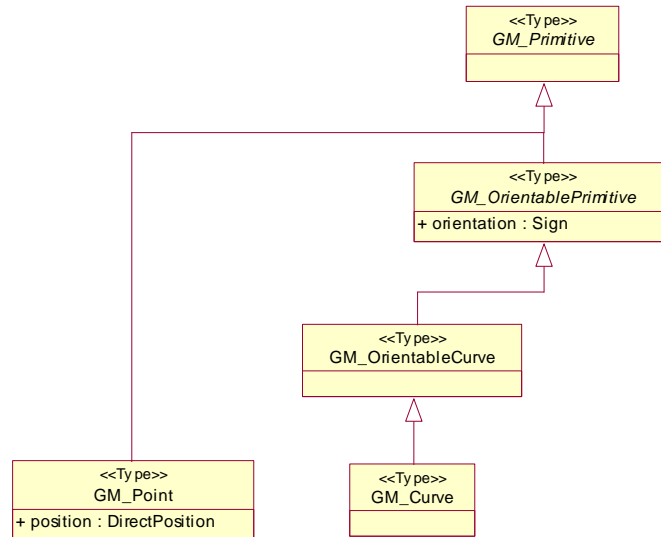 <<Type>>
GM_Primitive
<<Type>>
GM_OrientablePrimitive
+ orientation : Sign
<<Type>>
GM_OrientableCurve
<<Type>>
GM_Point
+ position : DirectPosition
<<Type>>
GM_Curve